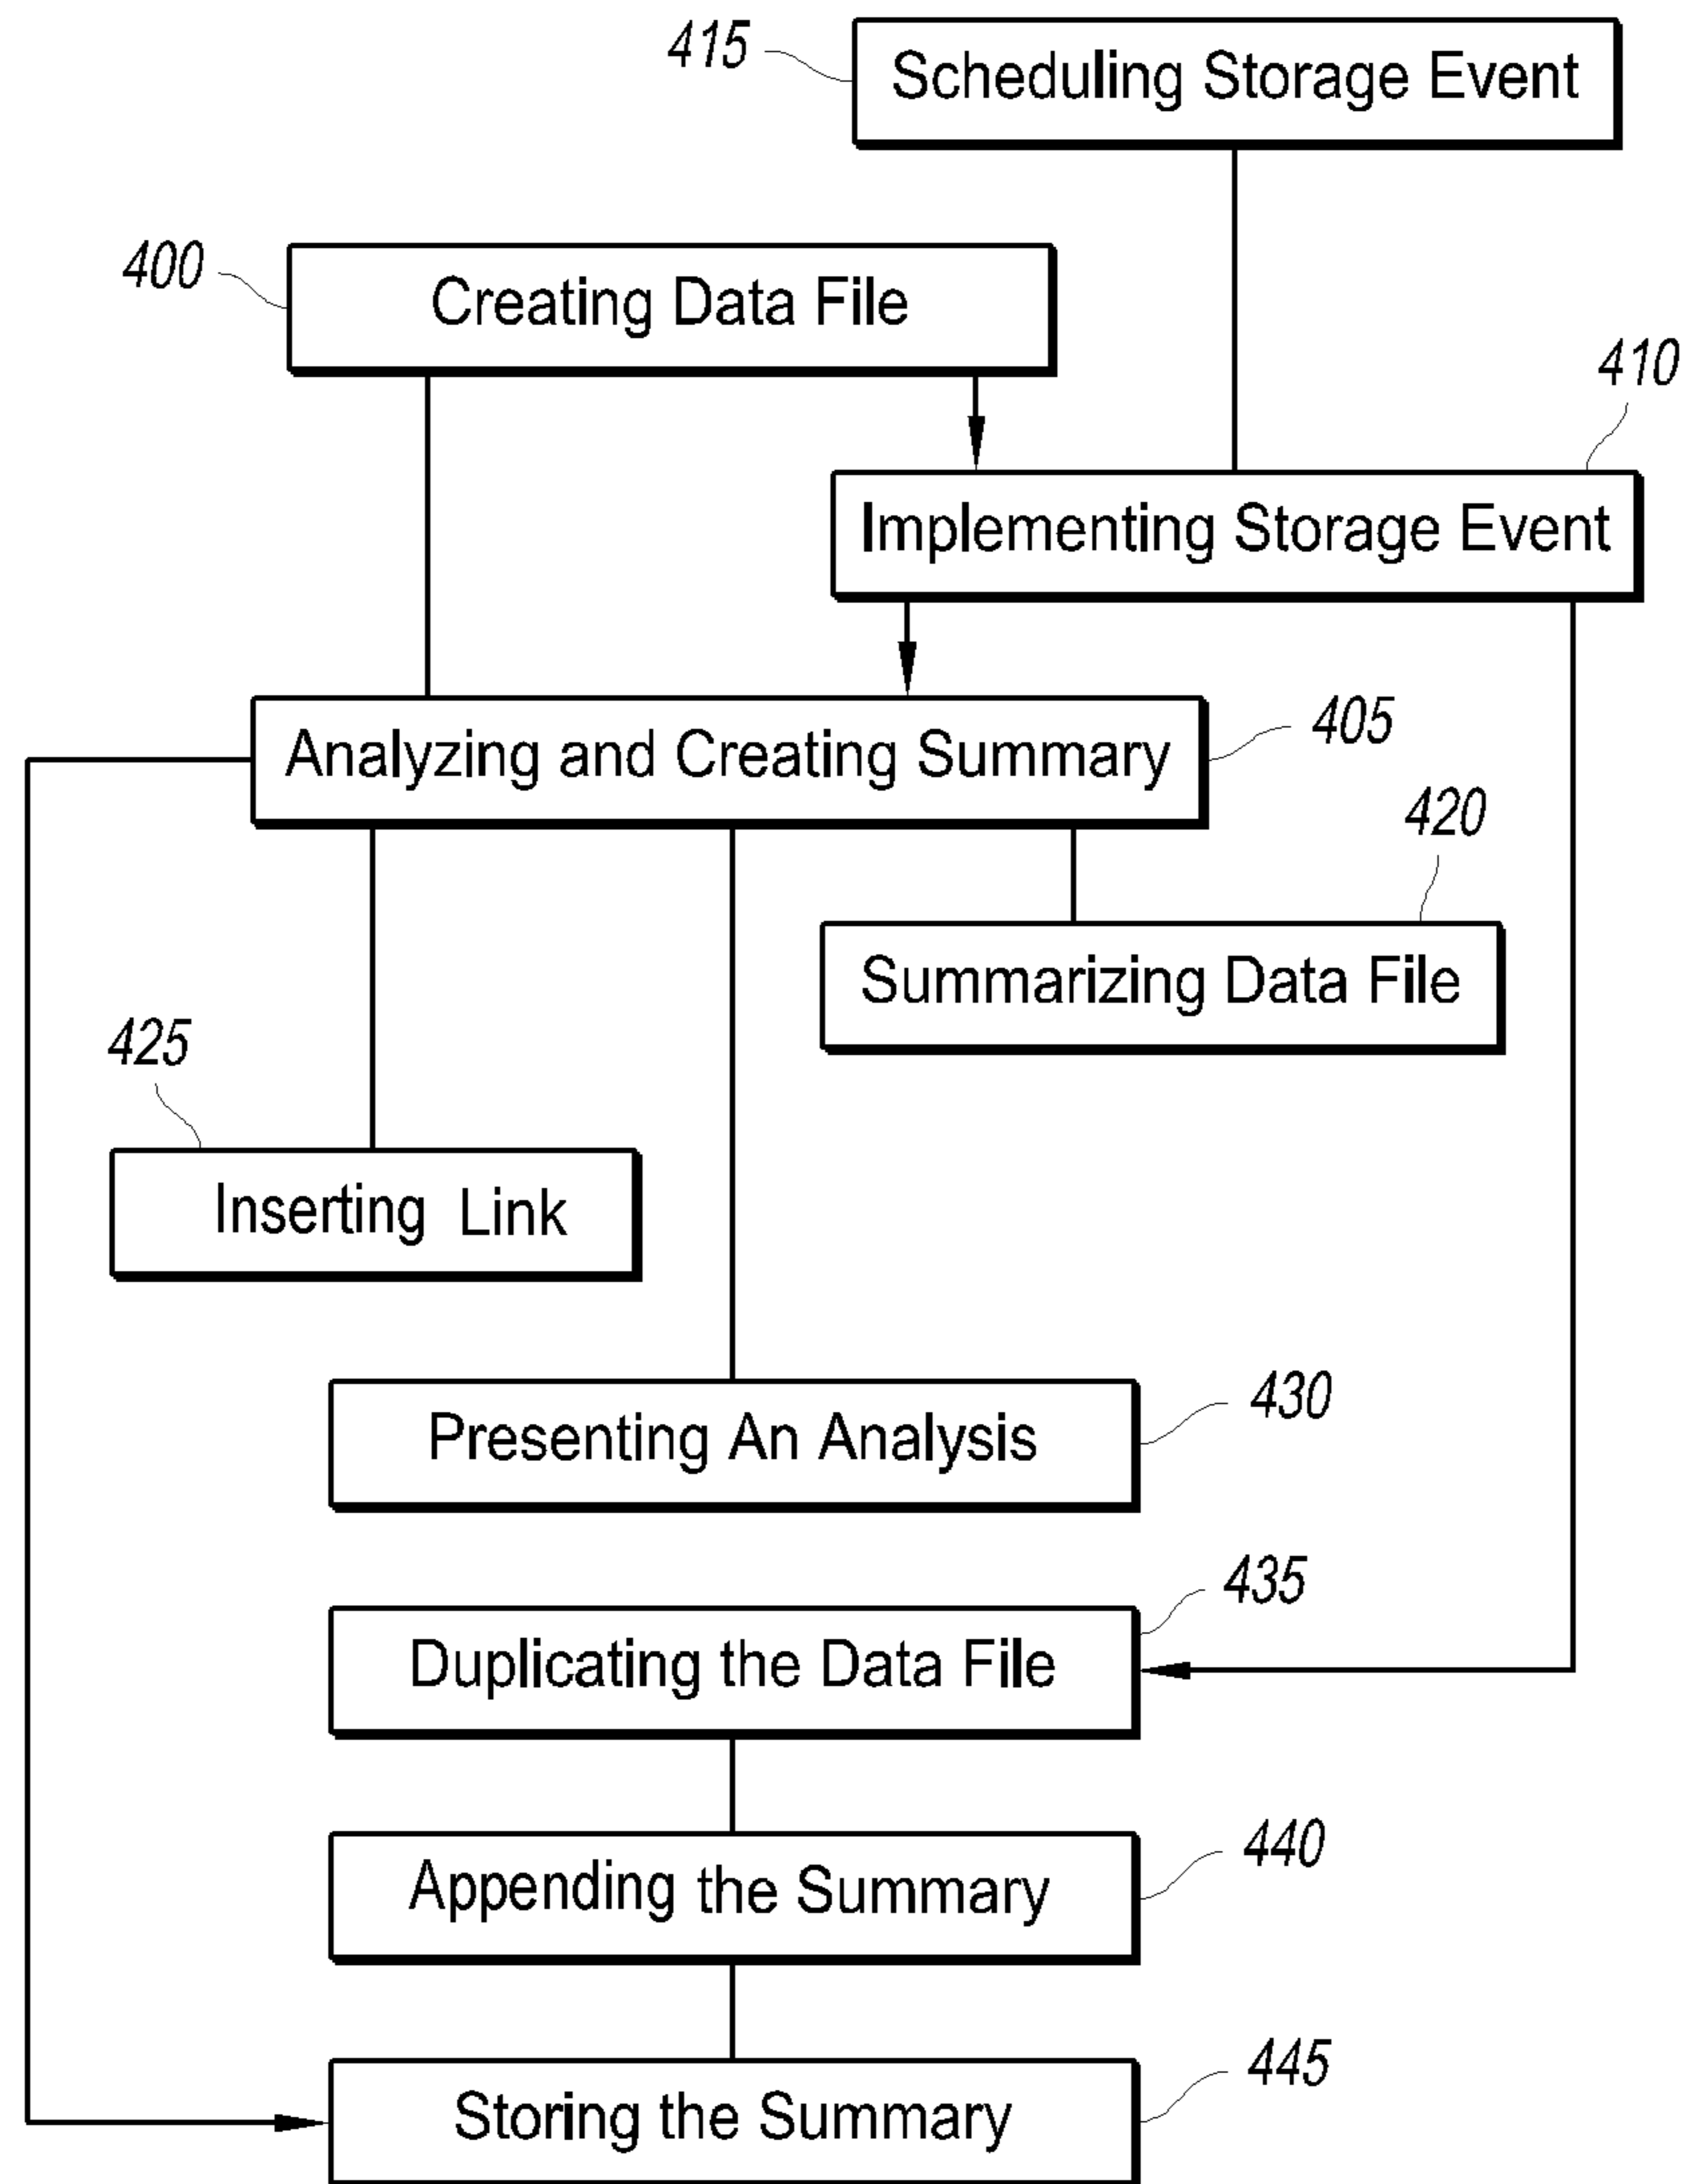 415
Scheduling Storage Event
400
Creating Data File
410
Implementing Storage Event
Analyzing and Creating Summary
405
420
Summarizing Data File
425
Inserting Link
Presenting An Analysis
430
435
Duplicating the Data File
440
Appending the Summary
445
Storing the Summary